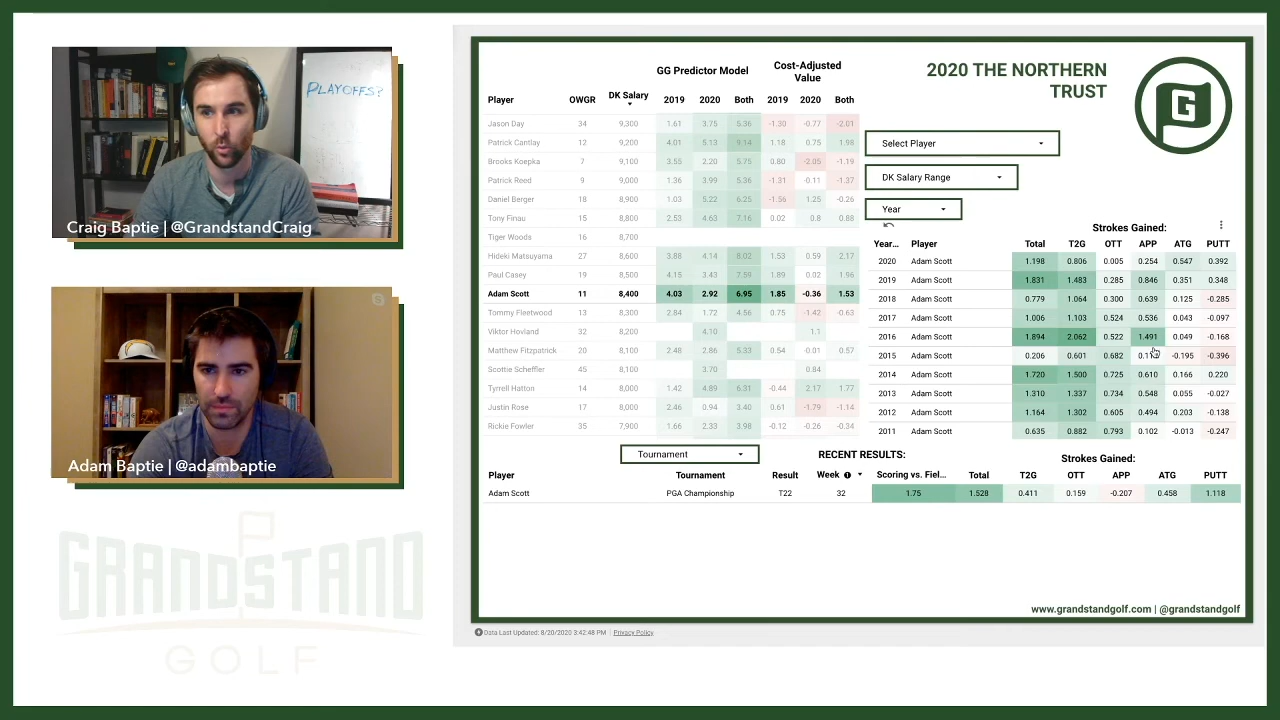 PLAYOFFS?
Craig Baptie | @GrandstandCraig
Adam Baptie | @adambaptie
GRANDSTAND
GOLF
2020 THE NORTHERN
TRUST
G
Select Player
DK Salary Range
Year
GG Predictor Model Cost-Adjusted Value
Player OWGR DK Salary 2019 2020 Both 2019 2020 Both
Jason Day 34 9,300 1.61 3.75 5.36 -1.30 -0.77 -2.01
Patrick Cantlay 12 9,200 4.01 5.13 9.14 1.18 0.75 1.98
Brooks Koepka 7 9,100 3.55 2.20 5.75 0.80 -2.05 -1.19
Patrick Reed 9 9,000 1.36 3.99 5.36 -1.31 -0.11 -1.37
Daniel Berger 18 8,900 1.03 5.22 6.25 -1.56 1.25 -0.26
Tony Finau 15 8,800 2.53 4.63 7.16 0.02 0.8 0.88
Tiger Woods 16 8,700
Hideki Matsuyama 27 8,600 3.88 4.14 8.02 1.53 0.59 2.17
Paul Casey 19 8,500 4.15 3.43 7.59 1.89 0.02 1.96
Adam Scott 11 8,400 4.03 2.92 6.95 1.85 -0.36 1.53
Tommy Fleetwood 13 8,300 2.84 1.72 4.56 0.75 -1.42 -0.63
Viktor Hovland 32 8,200 4.10 1.1
Matthew Fitzpatrick 20 8,100 2.48 2.86 5.33 0.54 -0.01 0.57
Scottie Scheffler 45 8,100 3.70 0.84
Tyrrell Hatton 14 8,000 1.42 4.89 6.31 -0.44 2.17 1.77
Justin Rose 17 8,000 2.46 0.94 3.40 0.61 -1.79 -1.14
Rickie Fowler 35 7,900 1.66 2.33 3.98 -0.12 -0.26 -0.34
Strokes Gained:
Year... Player Total T2G OTT APP ATG PUTT
2020 Adam Scott 1.198 0.806 0.005 0.254 0.547 0.392
2019 Adam Scott 1.831 1.483 0.285 0.846 0.351 0.348
2018 Adam Scott 0.779 1.064 0.300 0.639 0.125 -0.285
2017 Adam Scott 1.006 1.103 0.524 0.536 0.043 -0.097
2016 Adam Scott 1.894 2.062 0.522 1.491 0.049 -0.168
2015 Adam Scott 0.206 0.601 0.682 -0.195 -0.396
2014 Adam Scott 1.720 1.500 0.725 0.610 0.166 0.220
2013 Adam Scott 1.310 1.337 0.734 0.548 0.055 -0.027
2012 Adam Scott 1.164 1.302 0.605 0.494 0.203 -0.138
2011 Adam Scott 0.635 0.882 0.793 0.102 -0.013 -0.247
Tournament RECENT RESULTS: Strokes Gained:
Player Tournament Result Week Scoring vs. Fiel... Total T2G OTT APP ATG PUTT
Adam Scott PGA Championship T22 32 1.75 1.528 0.411 0.159 -0.207 0.458 1.118
www.grandstandgolf.com | @grandstandgolf
Data Last Updated: 8/20/2020 3:42:48 PM | Privacy Policy